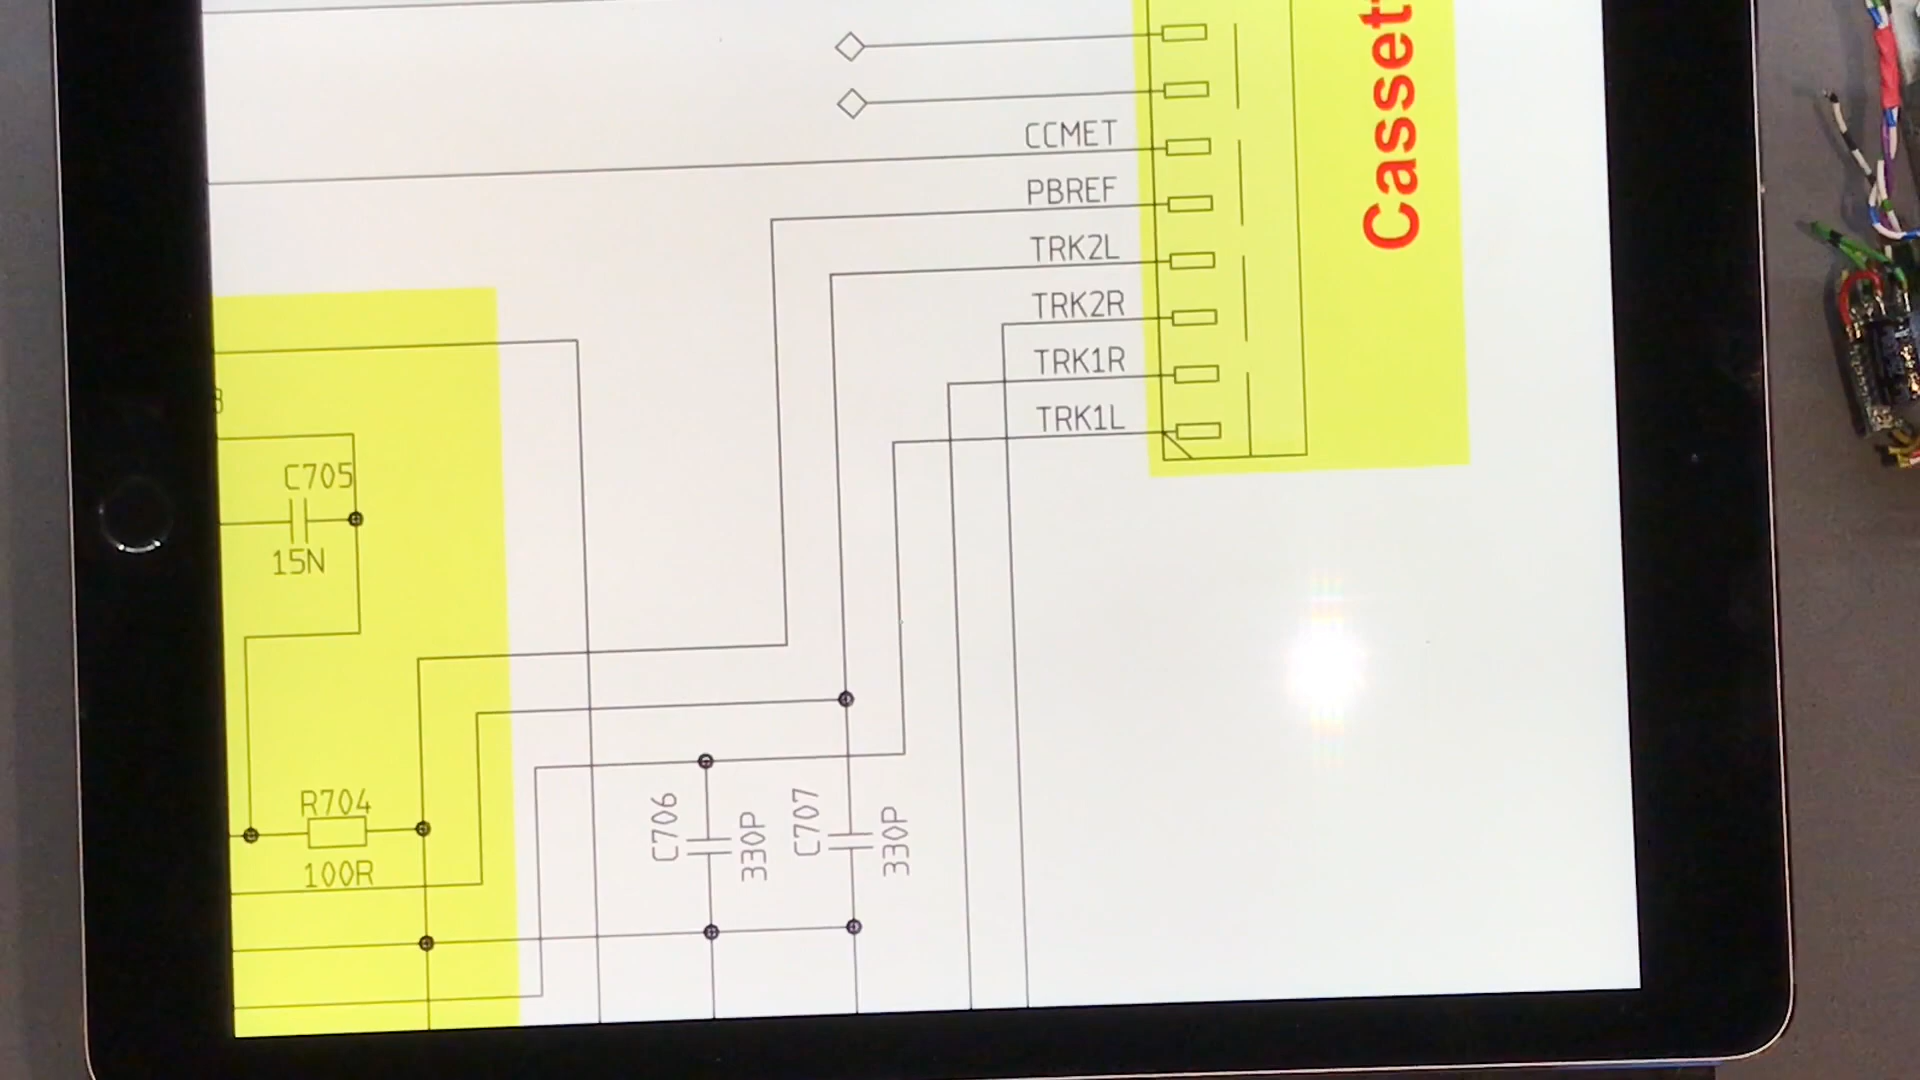 Casset
CCMET
PBREF
TRK2L
TRK2R
TRK1R
TRK1L
C705
15N
R704
100R
C706
330P
C707
330P